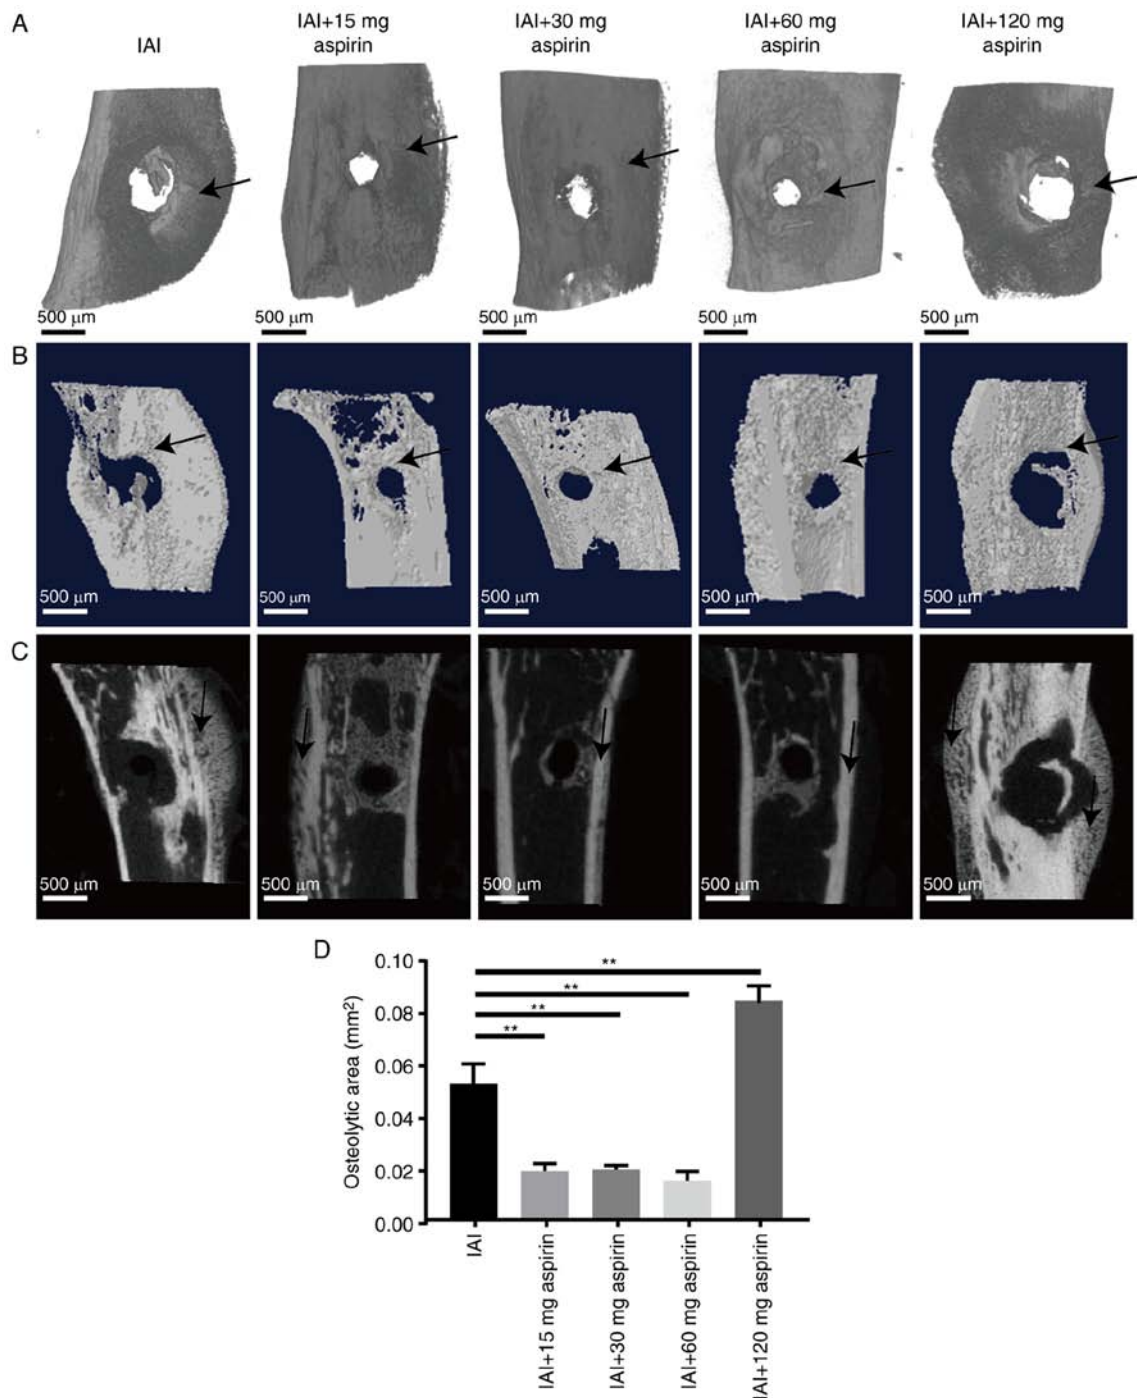 A
IAI
IAI+15 mg
aspirin
IAI+30 mg
aspirin
IAI+60 mg
aspirin
IAI+120 mg
aspirin
500 μm
500 μm
500 μm
500 μm
500 μm
B
500 μm
500 μm
500 μm
500 μm
500 μm
C
500 μm
500 μm
500 μm
500 μm
500 μm
D
Osteolytic area (mm²)
0.10
0.08
0.06
0.04
0.02
0.00
**
**
**
**
IAI
IAI+15 mg aspirin
IAI+30 mg aspirin
IAI+60 mg aspirin
IAI+120 mg aspirin